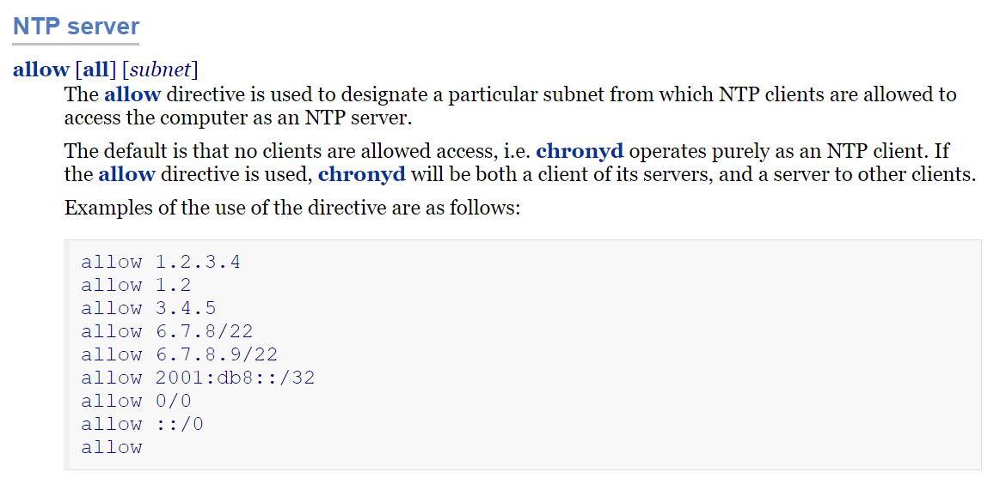 NTP server
allow [all] [subnet]
The allow directive is used to designate a particular subnet from which NTP clients are allowed to
access the computer as an NTP server.
The default is that no clients are allowed access, i.e. chronyd operates purely as an NTP client. If
the allow directive is used, chronyd will be both a client of its servers, and a server to other clients.
Examples of the use of the directive are as follows:
allow 1.2.3.4
allow 1.2
allow 3.4.5
allow 6.7.8/22
allow 6.7.8.9/22
allow 2001:db8::/32
allow 0/0
allow ::/0
allow